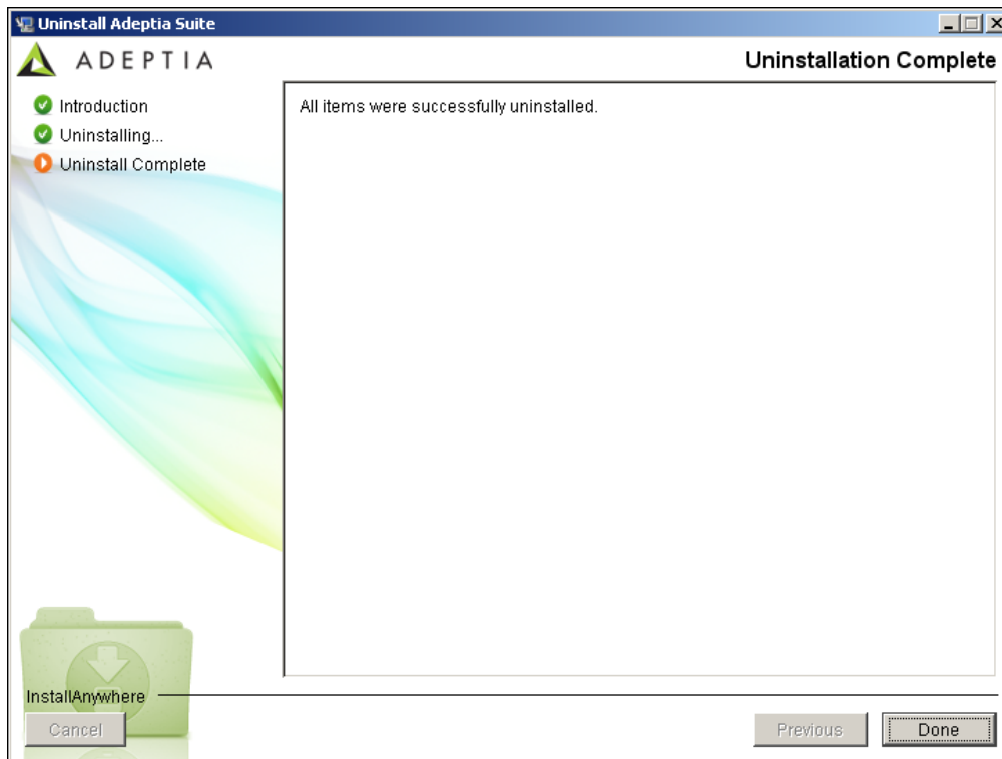 Uninstall Adeptia Suite
ADEPTIA
Uninstallation Complete
Introduction
Uninstalling...
Uninstall Complete
All items were successfully uninstalled.
InstallAnywhere
Cancel
Previous
Done